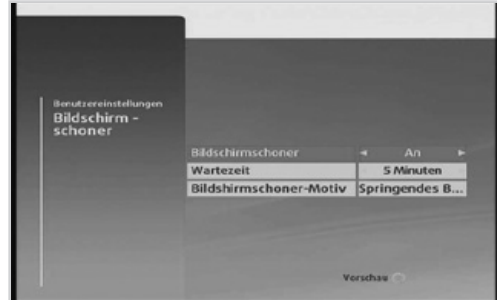 Benutzereinstellungen
Bildschirm -
schoner
Bildschirmschoner An
Wartezeit 5 Minuten
Bildshirmschoner-Motiv Springendes B...
Vorschau